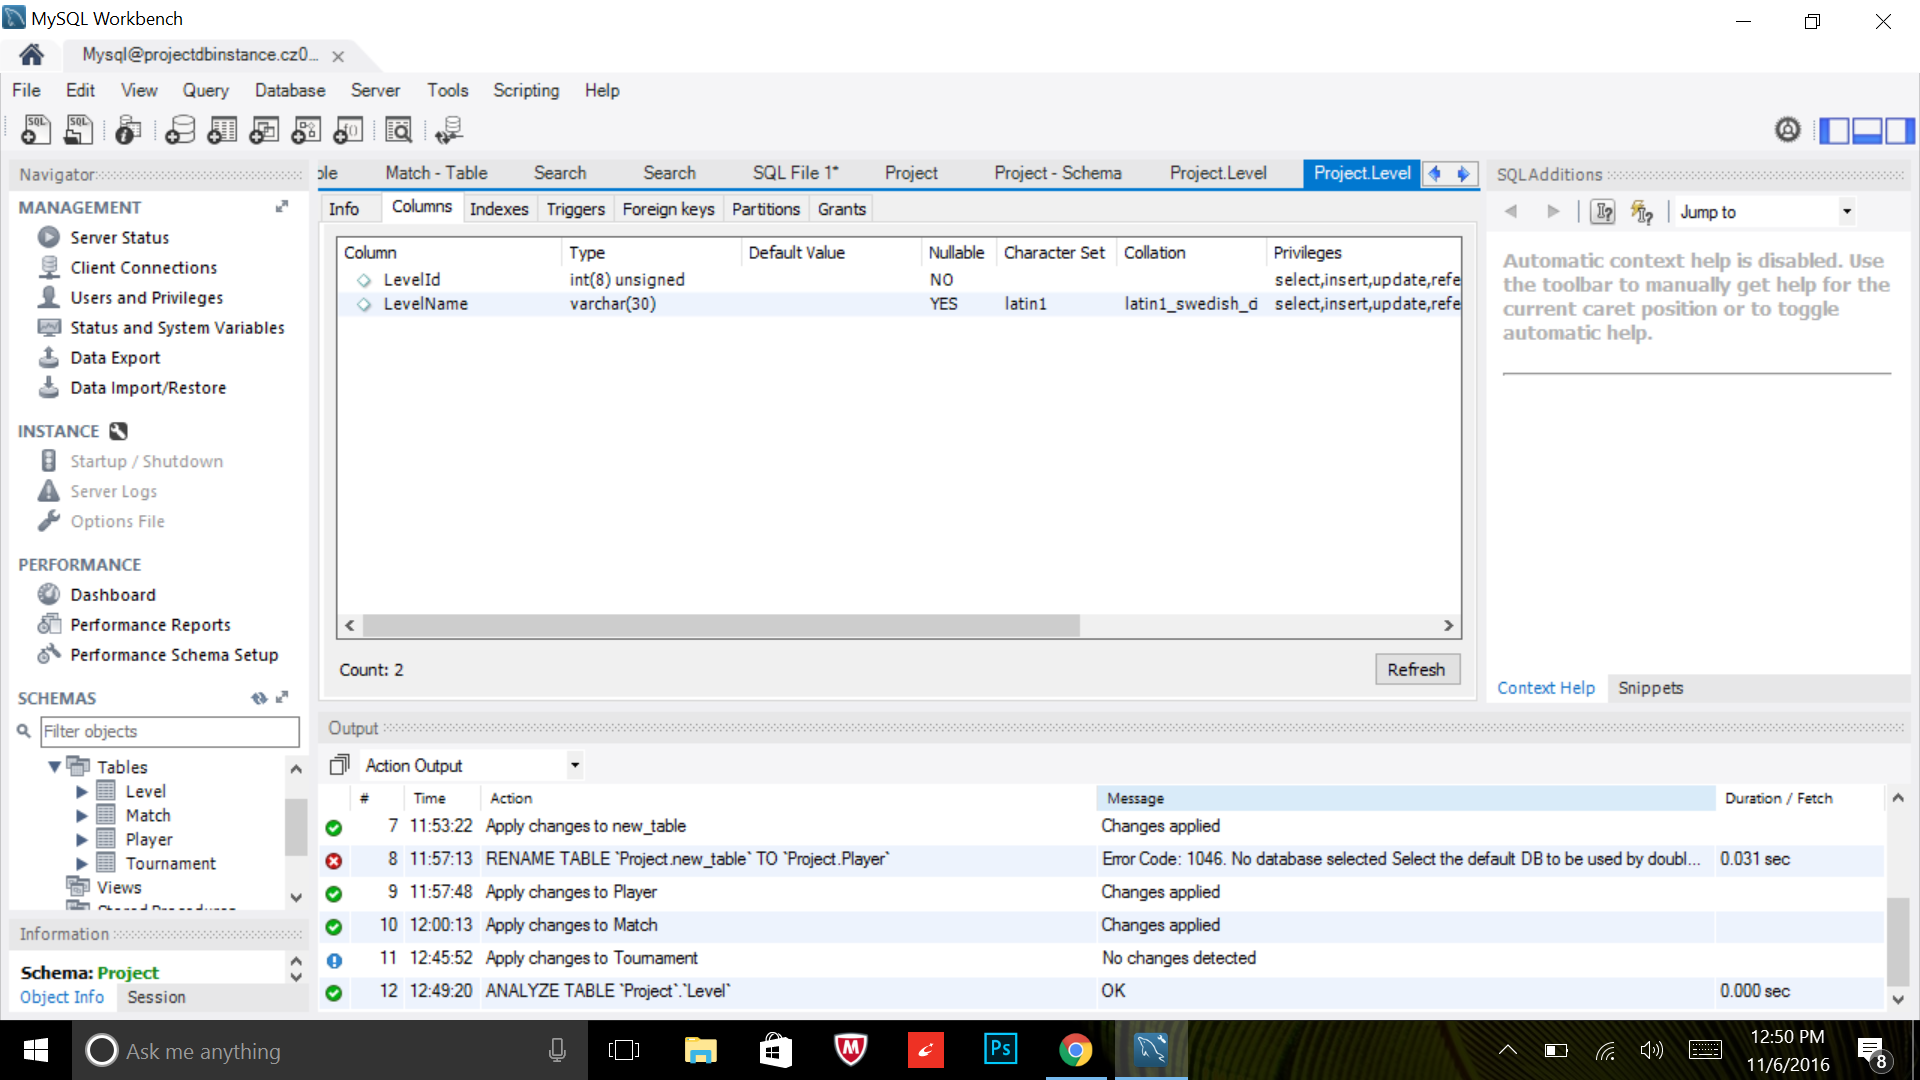 MySQL Workbench
Mysql@projectdbinstance.cz0...
File Edit View Query Database Server Tools Scripting Help
Navigator
MANAGEMENT
Server Status
Client Connections
Users and Privileges
Status and System Variables
Data Export
Data Import/Restore
INSTANCE
Startup / Shutdown
Server Logs
Options File
PERFORMANCE
Dashboard
Performance Reports
Performance Schema Setup
SCHEMAS
Filter objects
Tables
Level
Match
Player
Tournament
Views
Information
Schema: Project
Object Info Session
ole Match - Table Search Search SQL File 1* Project Project - Schema Project.Level Project.Level
Info Columns Indexes Triggers Foreign keys Partitions Grants
Column Type Default Value Nullable Character Set Collation Privileges
LevelId int(8) unsigned NO select,insert,update,refe
LevelName varchar(30) YES latin1 latin1_swedish_ci select,insert,update,refe
Count: 2
Refresh
SQLAdditions
Jump to
Automatic context help is disabled. Use
the toolbar to manually get help for the
current caret position or to toggle
automatic help.
Context Help Snippets
Output
Action Output
# Time Action Message Duration / Fetch
7 11:53:22 Apply changes to new_table Changes applied
8 11:57:13 RENAME TABLE `Project.new_table` TO `Project.Player` Error Code: 1046. No database selected Select the default DB to be used by doubl... 0.031 sec
9 11:57:48 Apply changes to Player Changes applied
10 12:00:13 Apply changes to Match Changes applied
11 12:45:52 Apply changes to Tournament No changes detected
12 12:49:20 ANALYZE TABLE `Project`.`Level` OK 0.000 sec
Ask me anything
Ps
12:50 PM
11/6/2016
8